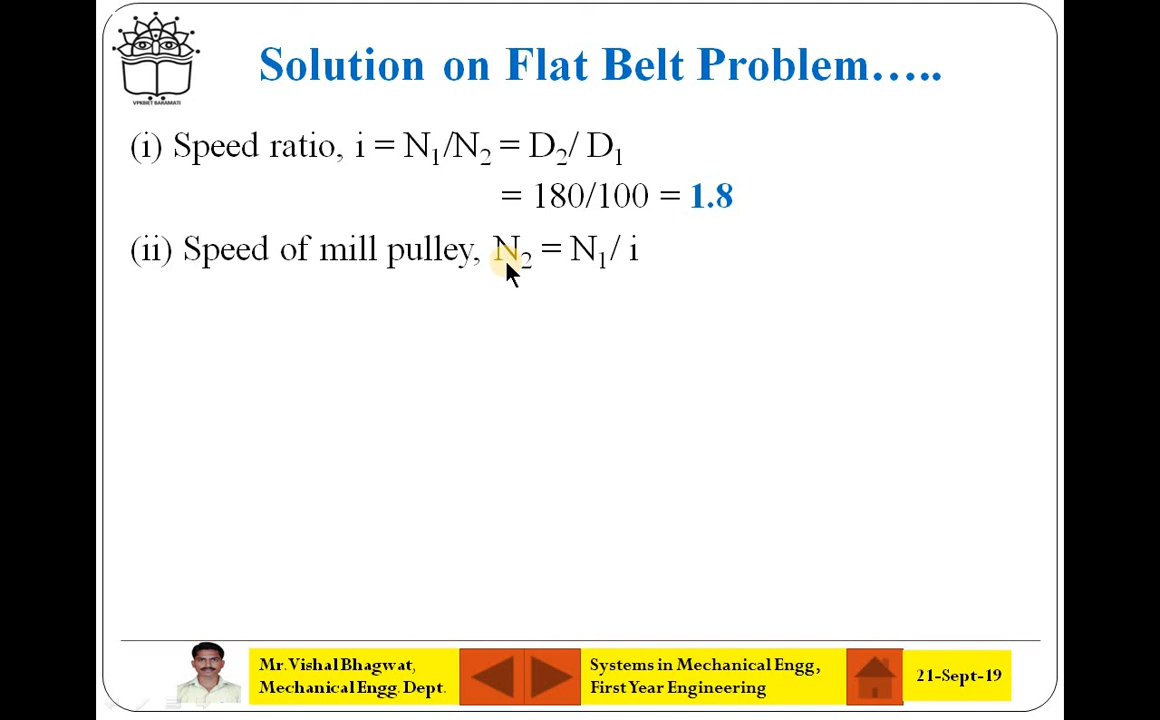 VPKBIET BARAMATI
Solution on Flat Belt Problem…..
(i) Speed ratio, i = N₁/N₂ = D₂/ D₁
= 180/100 = 1.8
(ii) Speed of mill pulley, N₂ = N₁/ i
Mr. Vishal Bhagwat,
Mechanical Engg. Dept.
Systems in Mechanical Engg,
First Year Engineering
21-Sept-19